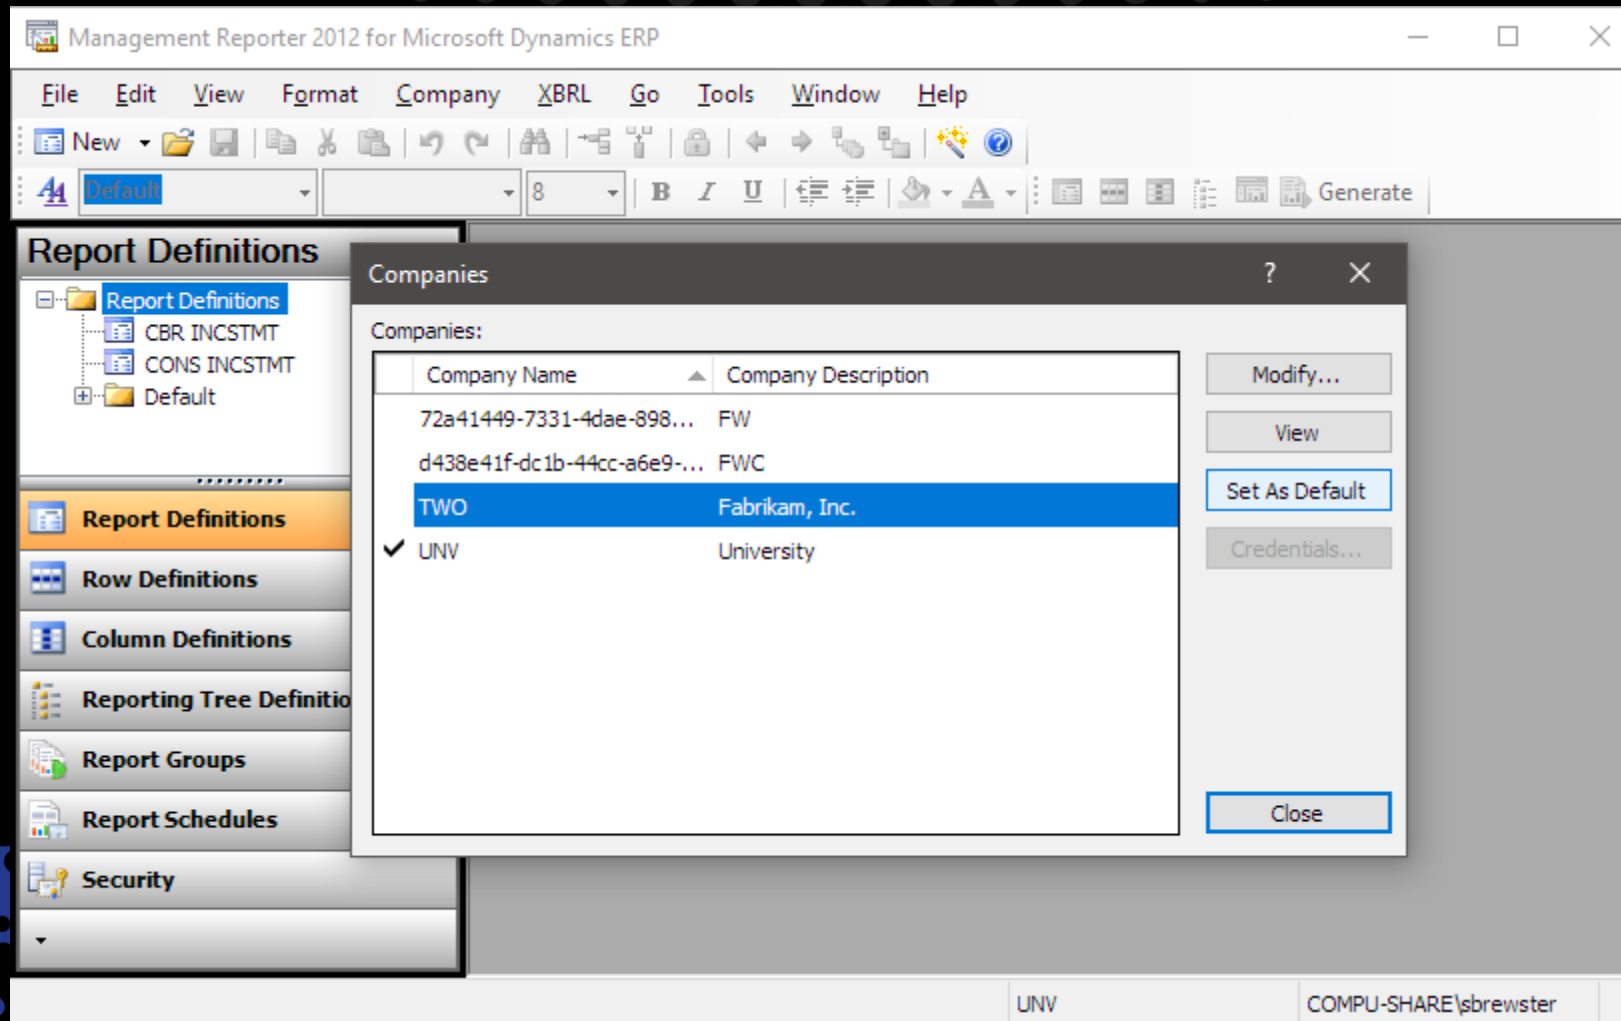 Management Reporter 2012 for Microsoft Dynamics ERP
File Edit View Format Company XBRL Go Tools Window Help
New
Default 8 B I U A Generate
Report Definitions
Report Definitions
CBR INCSTMT
CONS INCSTMT
Default
Report Definitions
Row Definitions
Column Definitions
Reporting Tree Definitio
Report Groups
Report Schedules
Security
Companies ?
Companies:
Company Name Company Description
72a41449-7331-4dae-898... FW
d438e41f-dc1b-44cc-a6e9-... FWC
TWO Fabrikam, Inc.
UNV University
Modify...
View
Set As Default
Credentials...
Close
UNV COMPU-SHARE\sbrewster